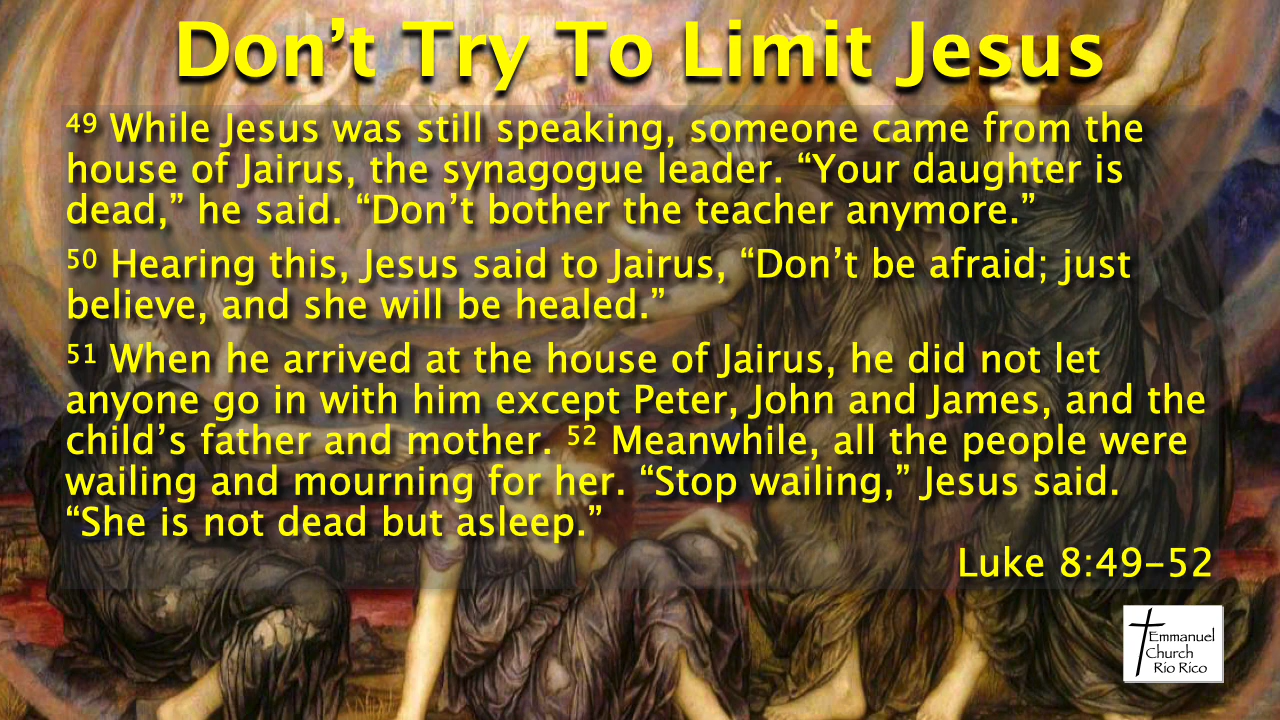 Don’t Try To Limit Jesus
49 While Jesus was still speaking, someone came from the
house of Jairus, the synagogue leader. “Your daughter is
dead,” he said. “Don’t bother the teacher anymore.”
50 Hearing this, Jesus said to Jairus, “Don’t be afraid; just
believe, and she will be healed.”
51 When he arrived at the house of Jairus, he did not let
anyone go in with him except Peter, John and James, and the
child’s father and mother. 52 Meanwhile, all the people were
wailing and mourning for her. “Stop wailing,” Jesus said.
“She is not dead but asleep.”
Luke 8:49-52
Emmanuel
Church
Rio Rico